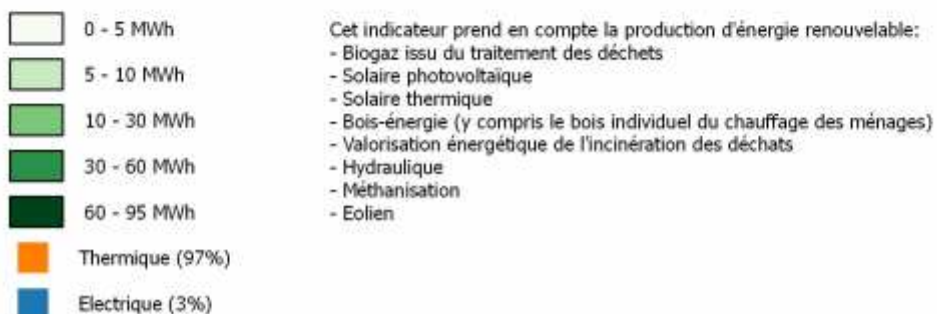 0 - 5 MWh
5 - 10 MWh
10 - 30 MWh
30 - 60 MWh
60 - 95 MWh
Thermique (97%)
Electrique (3%)
Cet indicateur prend en compte la production d'énergie renouvelable:
- Biogaz issu du traitement des déchets
- Solaire photovoltaïque
- Solaire thermique
- Bois-énergie (y compris le bois individuel du chauffage des ménages)
- Valorisation énergétique de l'incinération des déchats
- Hydraulique
- Méthanisation
- Eolien